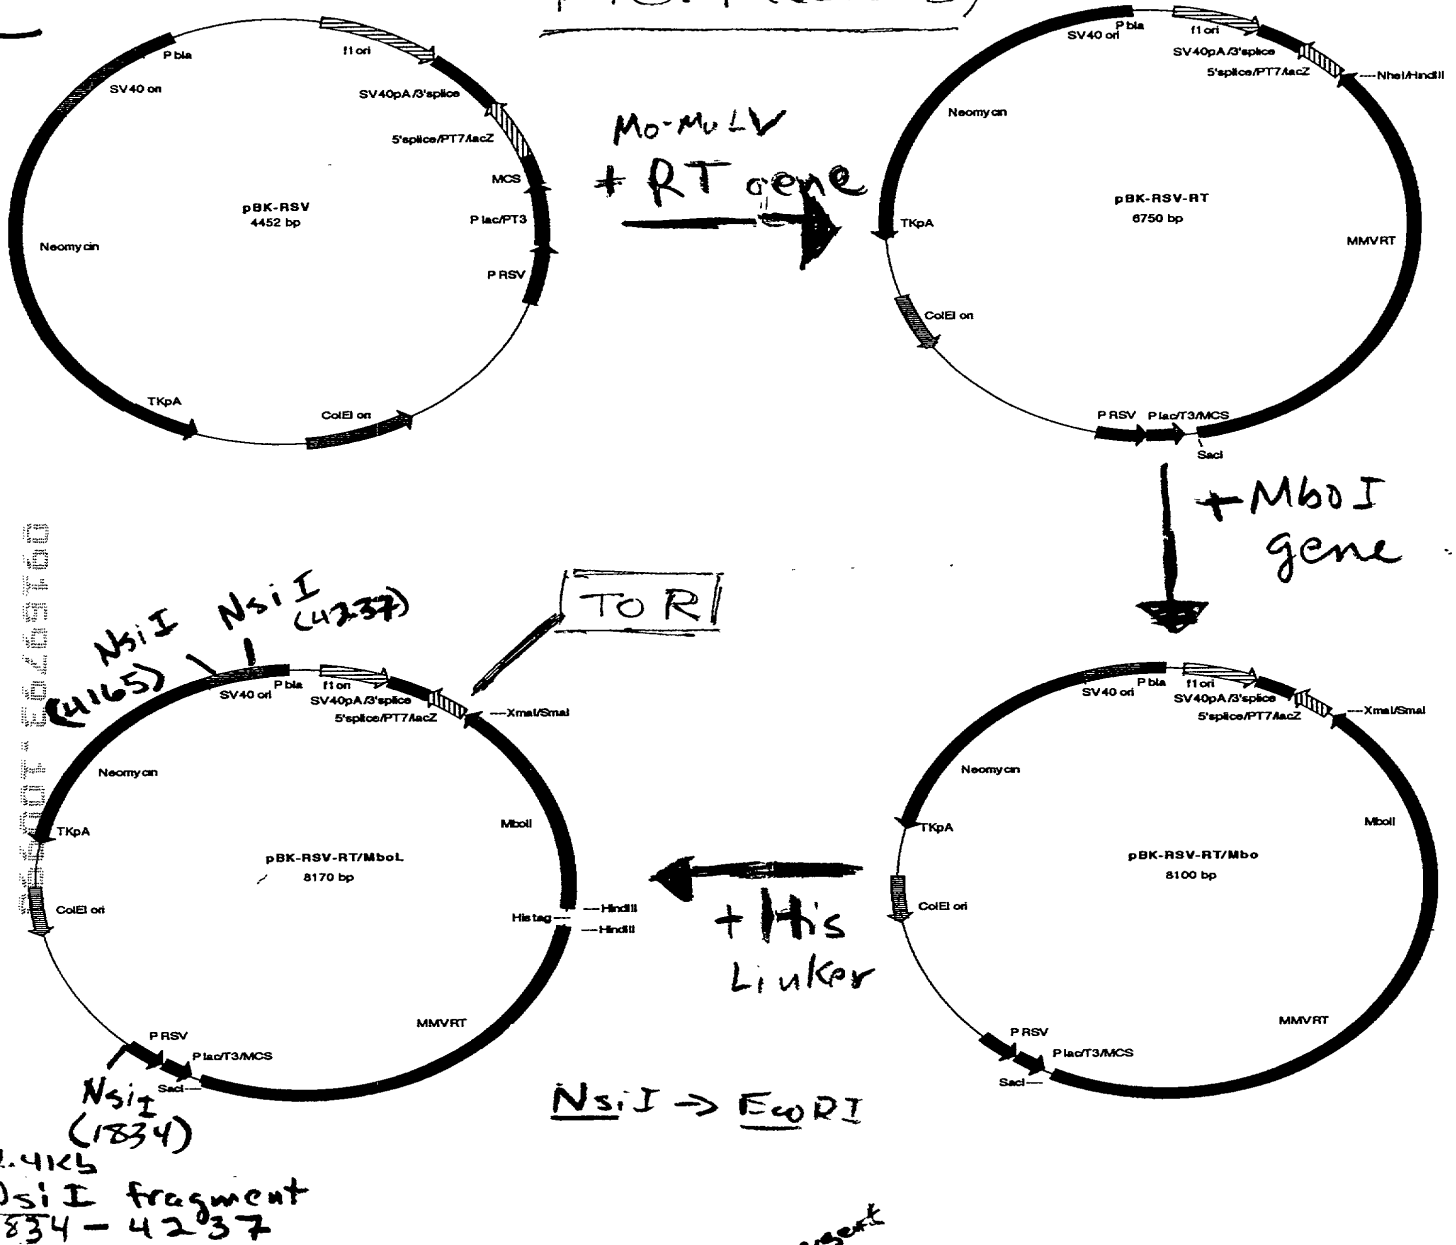 P bla
f1 ori
SV40 ori
SV40pA/3'splice
5'splice/PT7/lacZ
MCS
pBK-RSV
4452 bp
P lac/PT3
Neomycin
P RSV
TKpA
ColEI ori
Mo-MuLV
+ RT gene
P bla
SV40 ori
f1 ori
SV40pA/3'splice
5'splice/PT7/lacZ
NheI/HindIII
Neomycin
pBK-RSV-RT
6750 bp
TKpA
MMVRT
ColEI ori
P RSV
P lac/T3/MCS
SacI
+ MboI
gene
NsiI
(4165)
NsiI
(4237)
TO R
P bla
SV40 ori
f1 ori
SV40pA/3'splice
5'splice/PT7/lacZ
XmaI/SmaI
Neomycin
MboII
TKpA
pBK-RSV-RT/MboL
8170 bp
ColEI ori
His tag
HindIII
HindIII
MMVRT
P RSV
P lac/T3/MCS
SacI
NsiI
(1834)
+ His
Linker
SV40 ori
P bla
f1 ori
SV40pA/3'splice
5'splice/PT7/lacZ
XmaI/SmaI
Neomycin
MboII
TKpA
pBK-RSV-RT/Mbo
8100 bp
ColEI ori
MMVRT
P RSV
P lac/T3/MCS
SacI
NsiI → EcoRI
NsiI fragment
1834 - 4237